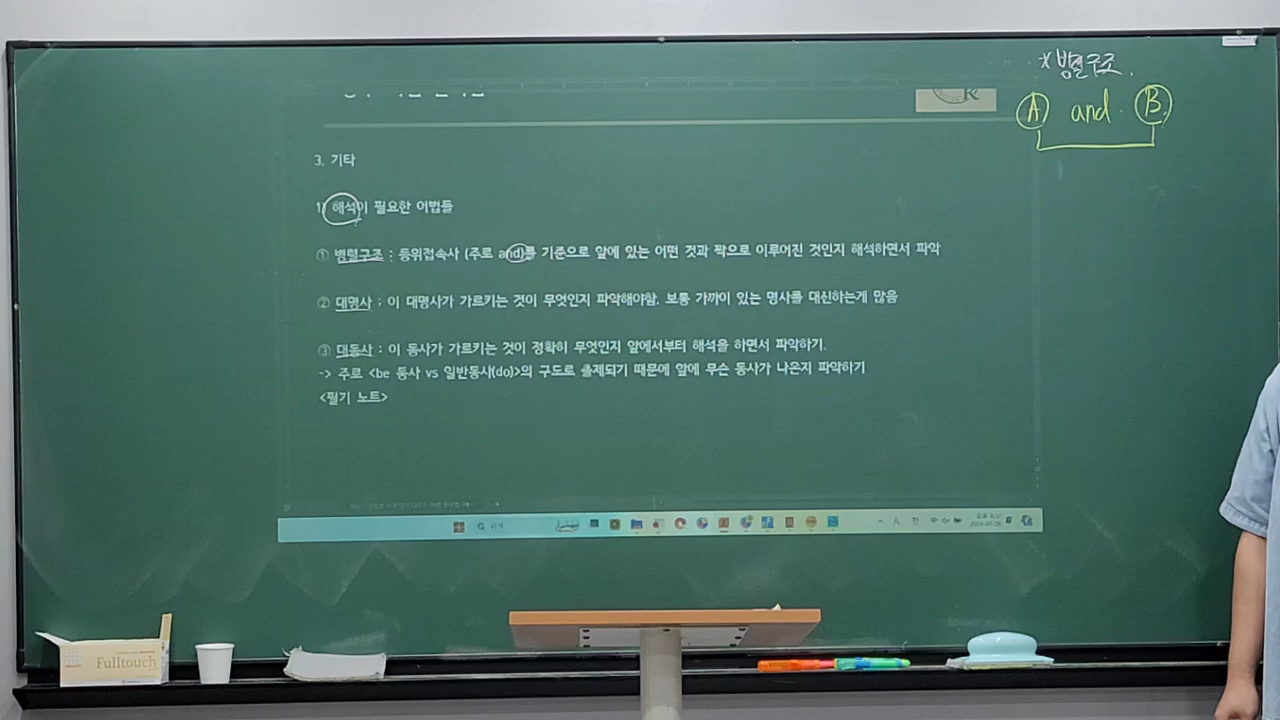 *병렬구조.
A and B
3. 기타
1) 해석이 필요한 어법들
① 병렬구조 : 등위접속사 (주로 and)를 기준으로 앞에 있는 어떤 것과 짝으로 이루어진 것인지 해석하면서 파악
② 대명사 : 이 대명사가 가르키는 것이 무엇인지 파악해야함, 보통 가까이 있는 명사를 대신하는게 많음
③ 대동사 : 이 동사가 가르키는 것이 정확히 무엇인지 앞에서부터 해석을 하면서 파악하기.
-> 주로 <be 동사 vs 일반동사(do)>의 구도로 출제되기 때문에 앞에 무슨 동사가 나온지 파악하기
<필기 노트>
Fulltouch